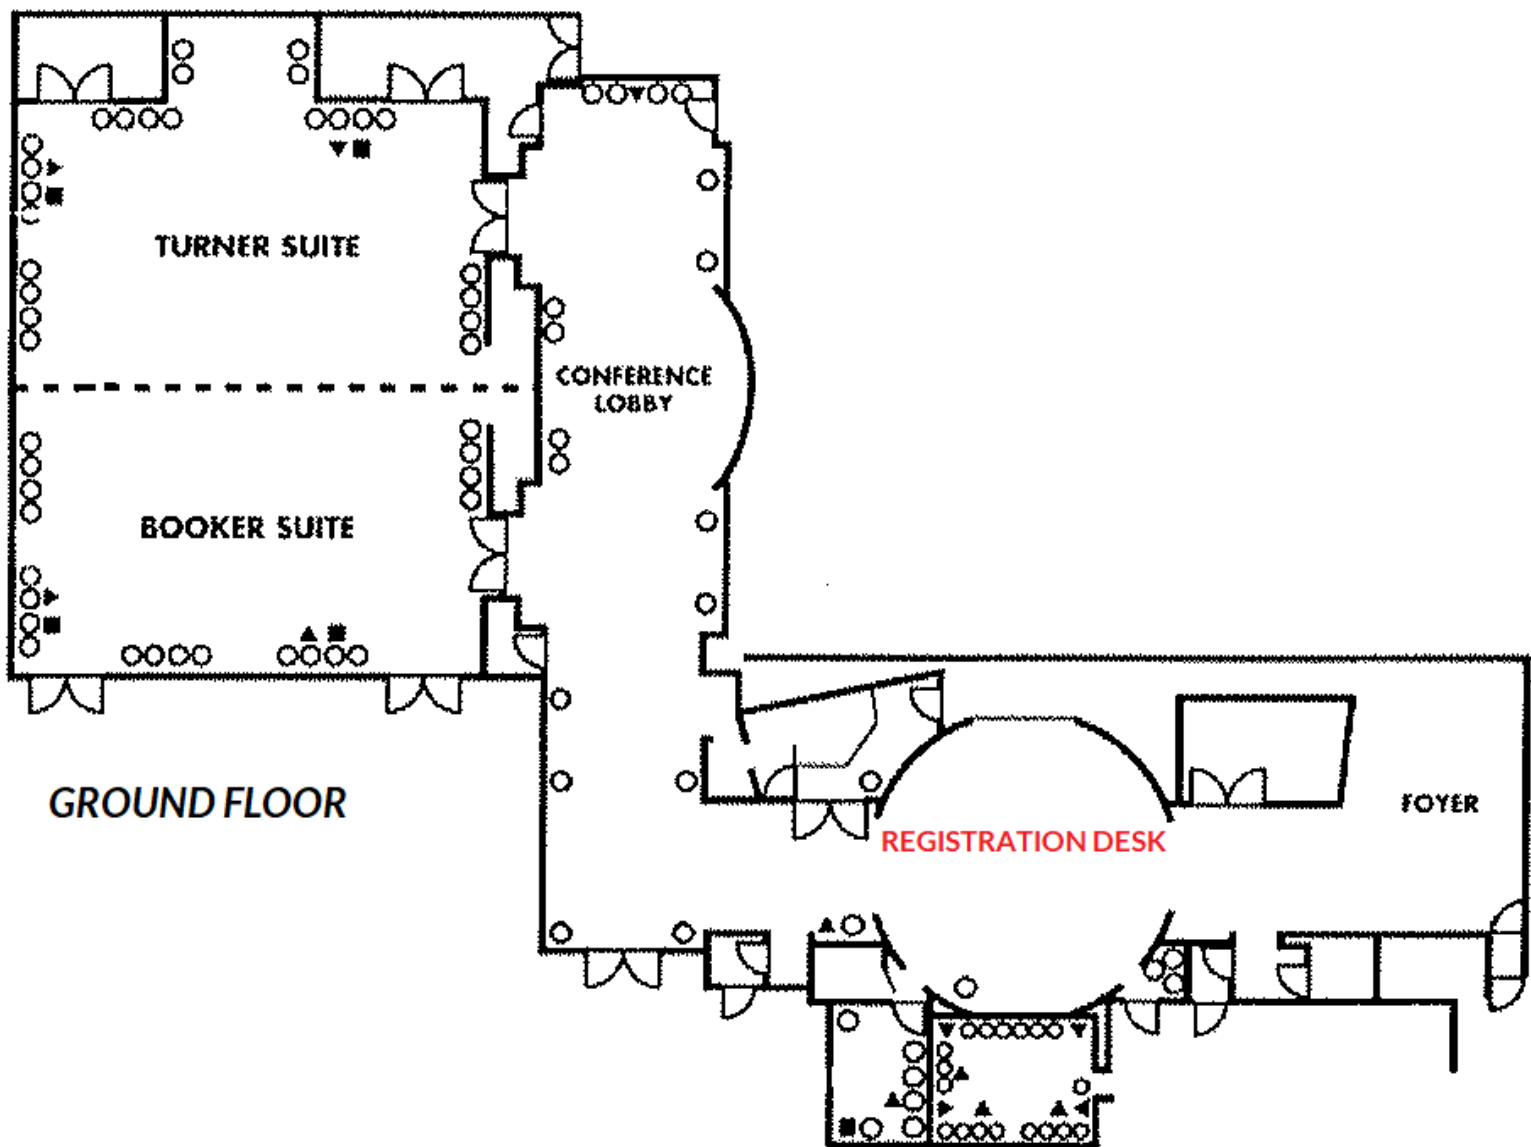 TURNER SUITE
CONFERENCE
LOBBY
BOOKER SUITE
GROUND FLOOR
FOYER
REGISTRATION DESK